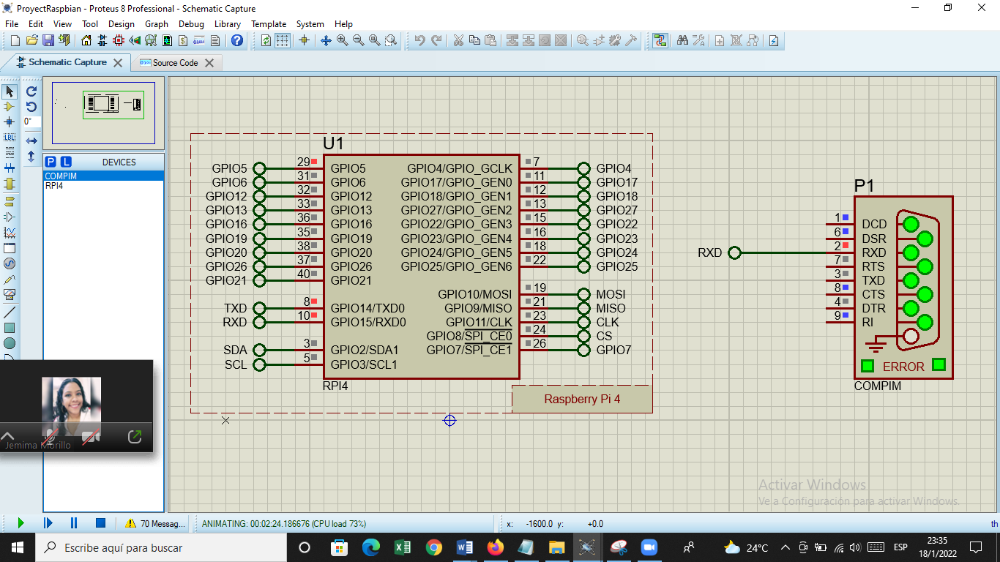 ProyectRaspbian - Proteus 8 Professional - Schematic Capture
File Edit View Tool Design Graph Debug Library Template System Help
Schematic Capture Source Code
0°
LBL
P L DEVICES
COMPIM
RPI4
U1
GPIO5 29 GPIO5 GPIO4/GPIO_GCLK 7 GPIO4
GPIO6 31 GPIO6 GPIO17/GPIO_GEN0 11 GPIO17
GPIO12 32 GPIO12 GPIO18/GPIO_GEN1 12 GPIO18
GPIO13 33 GPIO13 GPIO27/GPIO_GEN2 13 GPIO27
GPIO16 36 GPIO16 GPIO22/GPIO_GEN3 15 GPIO22
GPIO19 35 GPIO19 GPIO23/GPIO_GEN4 16 GPIO23
GPIO20 38 GPIO20 GPIO24/GPIO_GEN5 18 GPIO24
GPIO26 37 GPIO26 GPIO25/GPIO_GEN6 22 GPIO25
GPIO21 40 GPIO21
GPIO10/MOSI 19 MOSI
TXD 8 GPIO14/TXD0 GPIO9/MISO 21 MISO
RXD 10 GPIO15/RXD0 GPIO11/CLK 23 CLK
GPIO8/SPI_CE0 24 CS
SDA 3 GPIO2/SDA1 GPIO7/SPI_CE1 26 GPIO7
SCL 5 GPIO3/SCL1
RPI4
Raspberry Pi 4
P1
1 DCD
6 DSR
RXD 2 RXD
7 RTS
3 TXD
8 CTS
4 DTR
9 RI
ERROR
COMPIM
Jemima Morillo
Activar Windows
Ve a Configuración para activar Windows.
70 Messag... ANIMATING: 00:02:24.186676 (CPU load 73%) x: -1600.0 y: +0.0 th
Escribe aquí para buscar
24°C ESP
23:35
18/1/2022